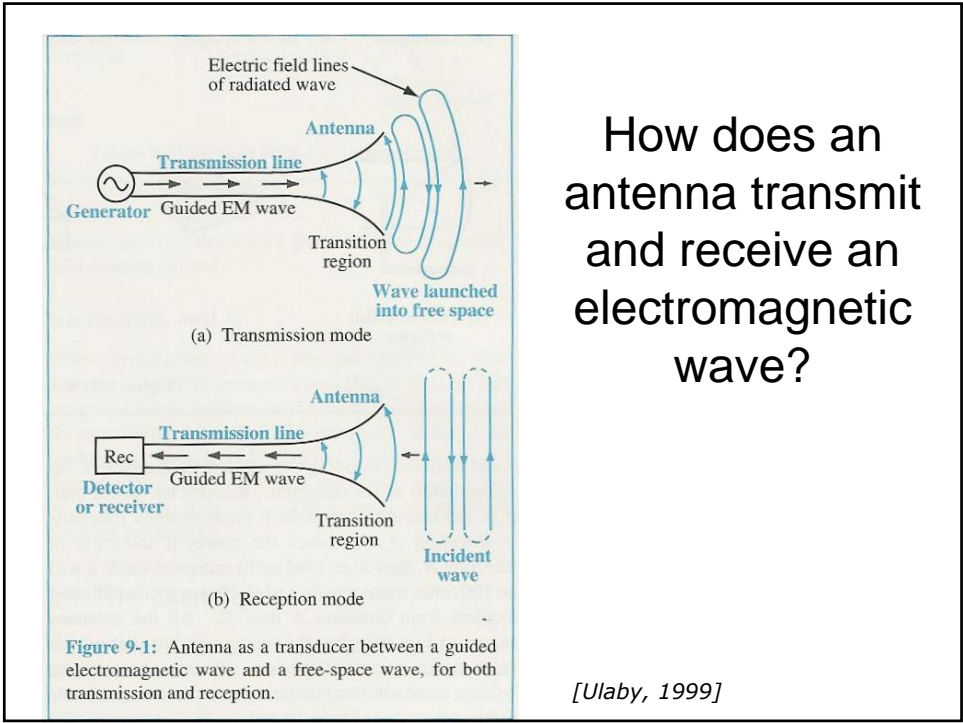 Electric field lines
of radiated wave
Antenna
Transmission line
Generator
Guided EM wave
Transition
region
Wave launched
into free space
(a) Transmission mode
Antenna
Transmission line
Rec
Guided EM wave
Detector
or receiver
Transition
region
Incident
wave
(b) Reception mode
Figure 9-1: Antenna as a transducer between a guided
electromagnetic wave and a free-space wave, for both
transmission and reception.
How does an
antenna transmit
and receive an
electromagnetic
wave?
[Ulaby, 1999]